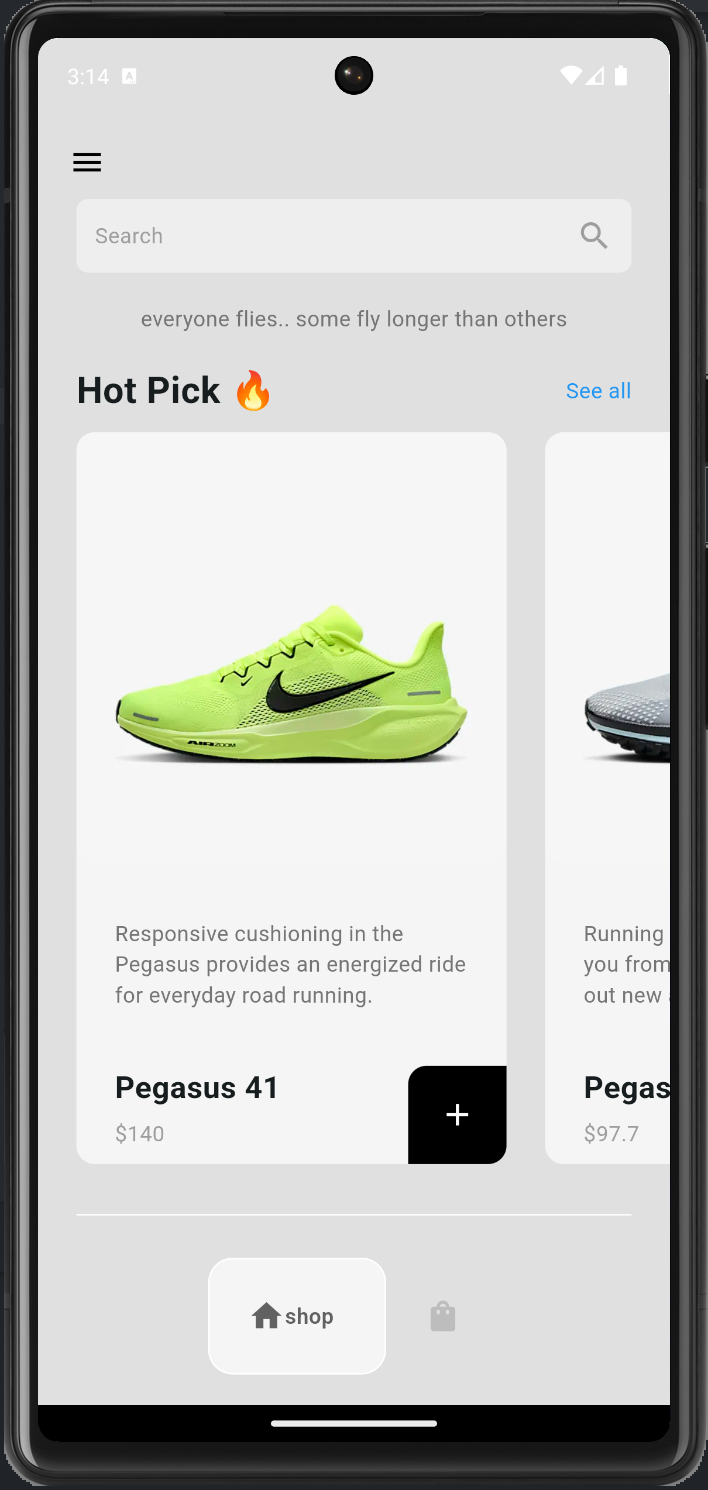 3:14 A
Search
everyone flies.. some fly longer than others
Hot Pick 🔥
See all
AIR ZOOM
Responsive cushioning in the
Pegasus provides an energized ride
for everyday road running.
Pegasus 41
$140
+
Running
you from
out new
Pegas
$97.7
shop